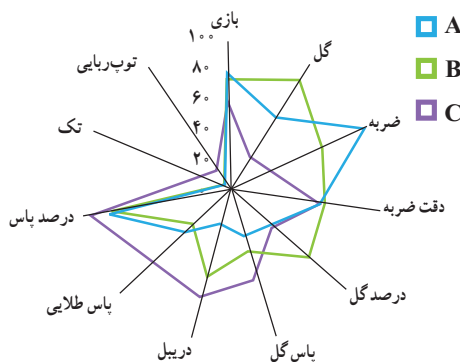 بازی
گل
ضربه
دقت ضربه
درصد گل
پاس گل
دریبل
پاس طلایی
درصد پاس
تک
توپ‌ربایی
۱۰۰
۸۰
۶۰
۴۰
۲۰
A
B
C